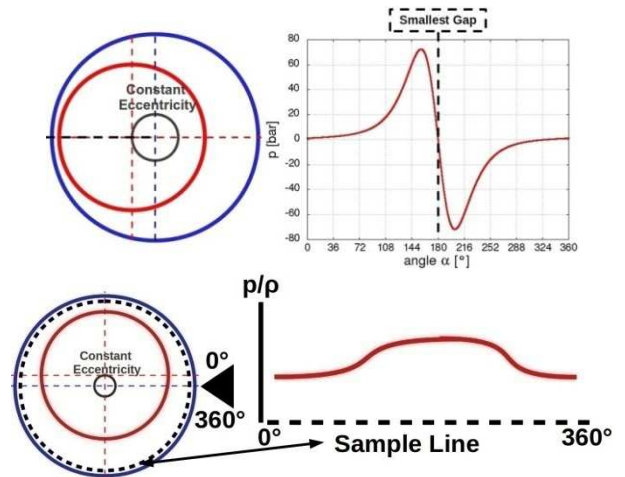 Smallest Gap
Constant
Eccentricity
80
60
40
20
0
-20
-40
-60
-80
p [bar]
0 36 72 108 144 180 216 252 288 324 360
angle α [°]
p/ρ
Constant
Eccentricity
0°
360°
0°
Sample Line
360°